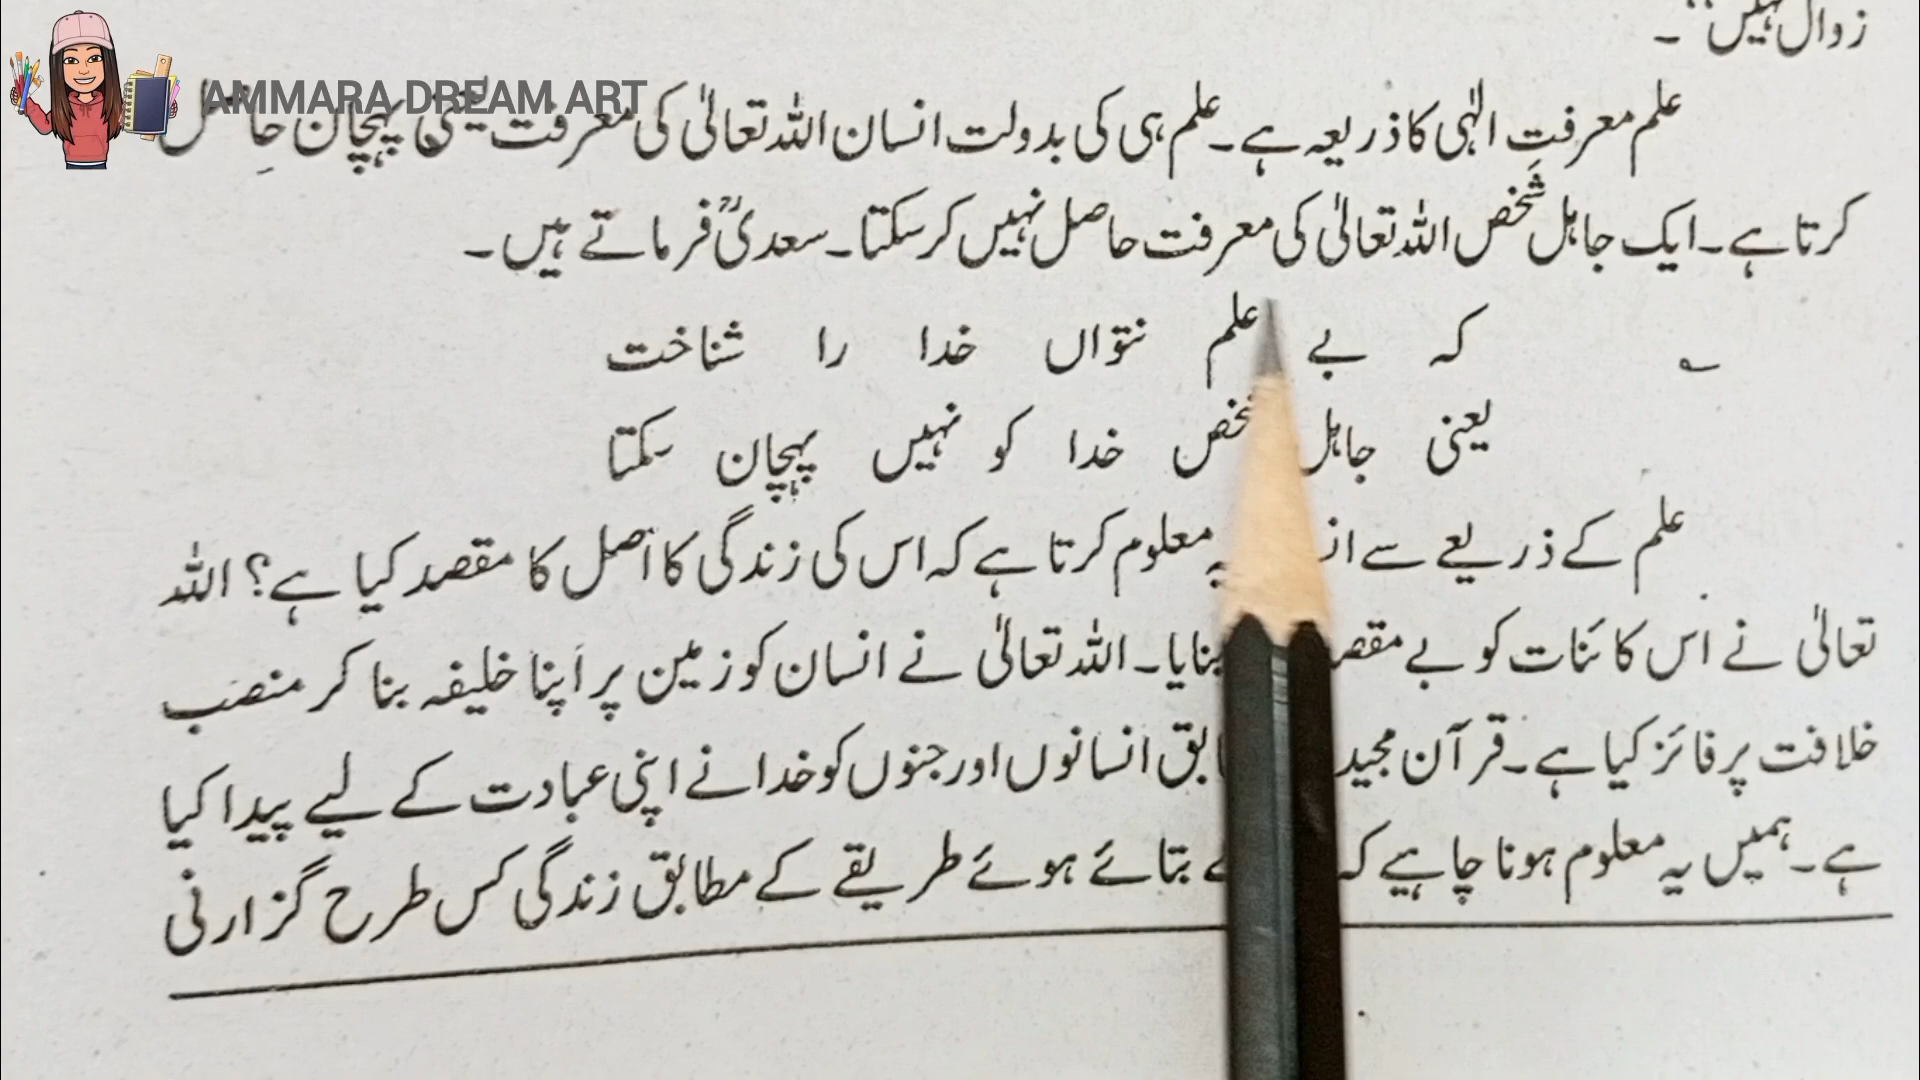 زوال نہیں"۔
AMMARA DREAM ART
علم معرفتِ الٰہی کا ذریعہ ہے۔ علم ہی کی بدولت انسان اللہ تعالیٰ کی معرفت یعنی پہچان حاصل
کرتا ہے۔ ایک جاہل شخص اللہ تعالیٰ کی معرفت حاصل نہیں کر سکتا۔ سعدیؒ فرماتے ہیں۔
؎ کہ بے علم نتواں خدا را شناخت
یعنی جاہل شخص خدا کو نہیں پہچان سکتا
علم کے ذریعے سے یہ معلوم کرتا ہے کہ اس کی زندگی کا اصل کا مقصد کیا ہے؟ اللہ
تعالیٰ نے اس کائنات کو بے مقصد بنایا۔ اللہ تعالیٰ نے انسان کو زمین پر اپنا خلیفہ بنا کر منصب
خلافت پر فائز کیا ہے۔ قرآن مجید انسانوں اور جنوں کو خدا نے اپنی عبادت کے لیے پیدا کیا
ہے۔ ہمیں یہ معلوم ہونا چاہیے کہ بتائے ہوئے طریقے کے مطابق زندگی کس طرح گزارنی